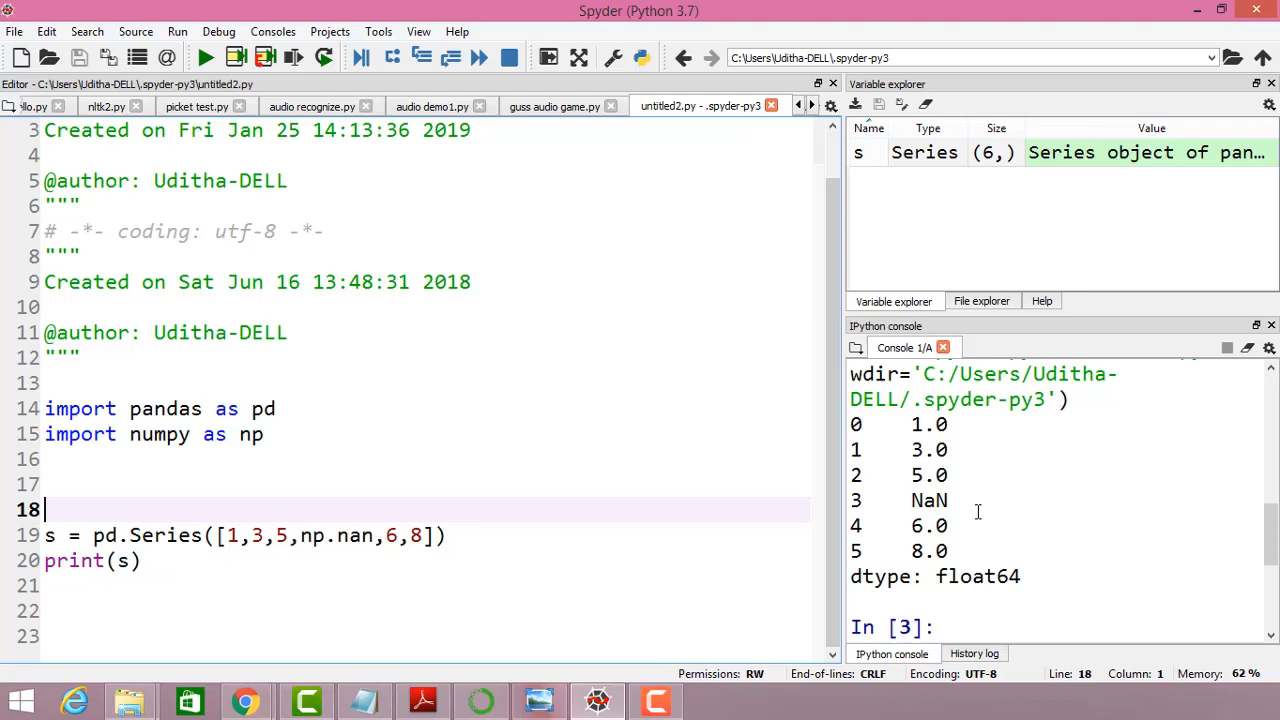 Spyder (Python 3.7)
File Edit Search Source Run Debug Consoles Projects Tools View Help
C:\Users\Uditha-DELL\.spyder-py3
Editor - C:\Users\Uditha-DELL\.spyder-py3\untitled2.py
llo.py nltk2.py picket test.py audio recognize.py audio demo1.py guss audio game.py untitled2.py - .spyder-py3
3 Created on Fri Jan 25 14:13:36 2019
4
5 @author: Uditha-DELL
6 """
7 # -*- coding: utf-8 -*-
8 """
9 Created on Sat Jun 16 13:48:31 2018
10
11 @author: Uditha-DELL
12 """
13
14 import pandas as pd
15 import numpy as np
16
17
18
19 s = pd.Series([1,3,5,np.nan,6,8])
20 print(s)
21
22
23
Variable explorer
Name Type Size Value
s Series (6,) Series object of pan…
Variable explorer File explorer Help
IPython console
Console 1/A
wdir='C:/Users/Uditha-
DELL/.spyder-py3')
0 1.0
1 3.0
2 5.0
3 NaN
4 6.0
5 8.0
dtype: float64
In [3]:
IPython console History log
Permissions: RW End-of-lines: CRLF Encoding: UTF-8 Line: 18 Column: 1 Memory: 62 %